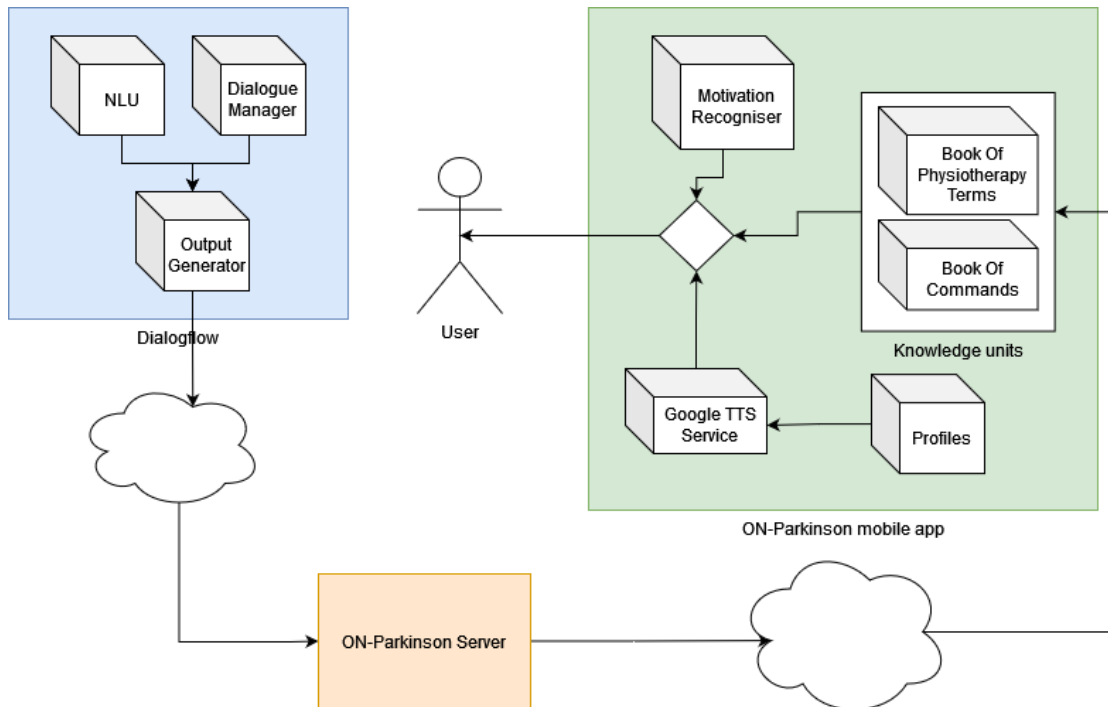 NLU
Dialogue
Manager
Output
Generator
Dialogflow
User
Motivation
Recogniser
Book Of
Physiotherapy
Terms
Book Of
Commands
Knowledge units
Google TTS
Service
Profiles
ON-Parkinson mobile app
ON-Parkinson Server